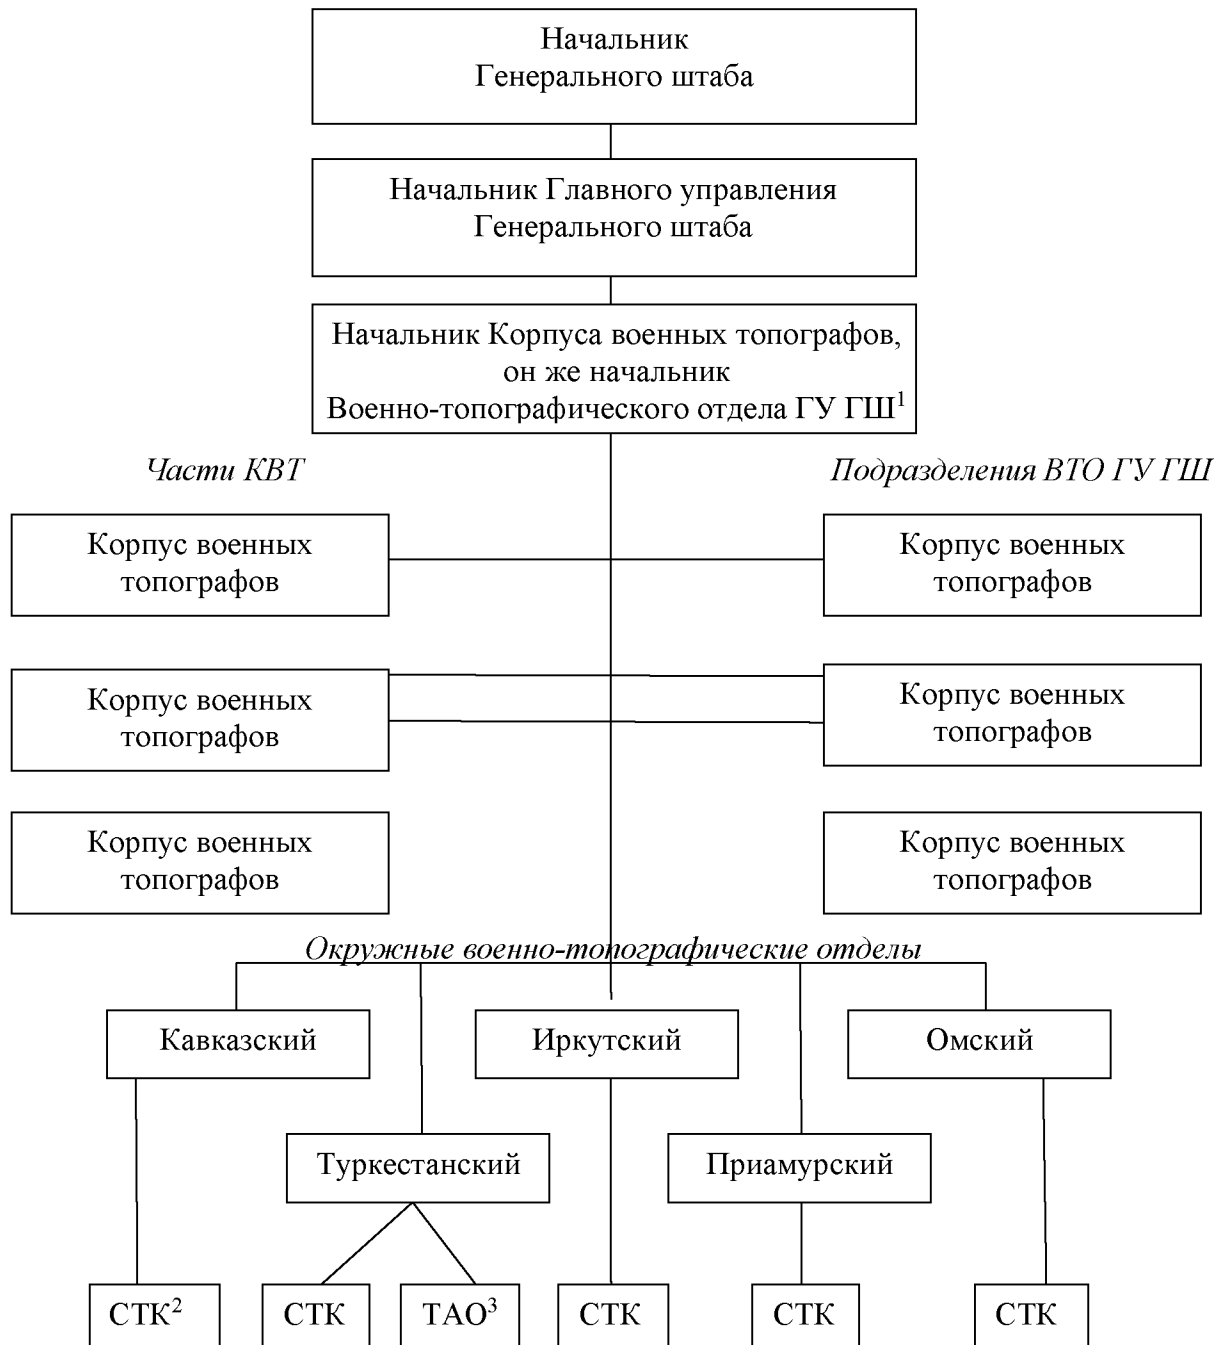 Начальник
Генерального штаба
Начальник Главного управления
Генерального штаба
Начальник Корпуса военных топографов,
он же начальник
Военно-топографического отдела ГУ ГШ¹
Части КВТ
Подразделения ВТО ГУ ГШ
Корпус военных
топографов
Корпус военных
топографов
Корпус военных
топографов
Корпус военных
топографов
Корпус военных
топографов
Корпус военных
топографов
Окружные военно-топографические отделы
Кавказский
Иркутский
Омский
Туркестанский
Приамурский
СТК²
СТК
ТАО³
СТК
СТК
СТК